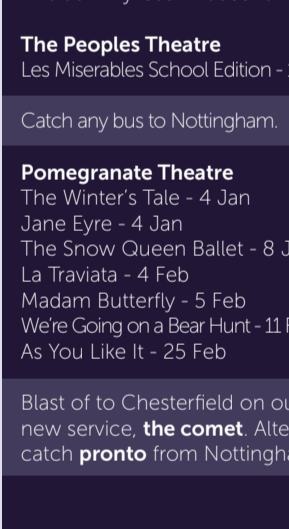 The Peoples Theatre
Les Miserables School Edition -
Catch any bus to Nottingham.
Pomegranate Theatre
The Winter's Tale - 4 Jan
Jane Eyre - 4 Jan
The Snow Queen Ballet - 8 J
La Traviata - 4 Feb
Madam Butterfly - 5 Feb
We're Going on a Bear Hunt - 11 F
As You Like It - 25 Feb
Blast of to Chesterfield on ou
new service, the comet. Alte
catch pronto from Nottingha